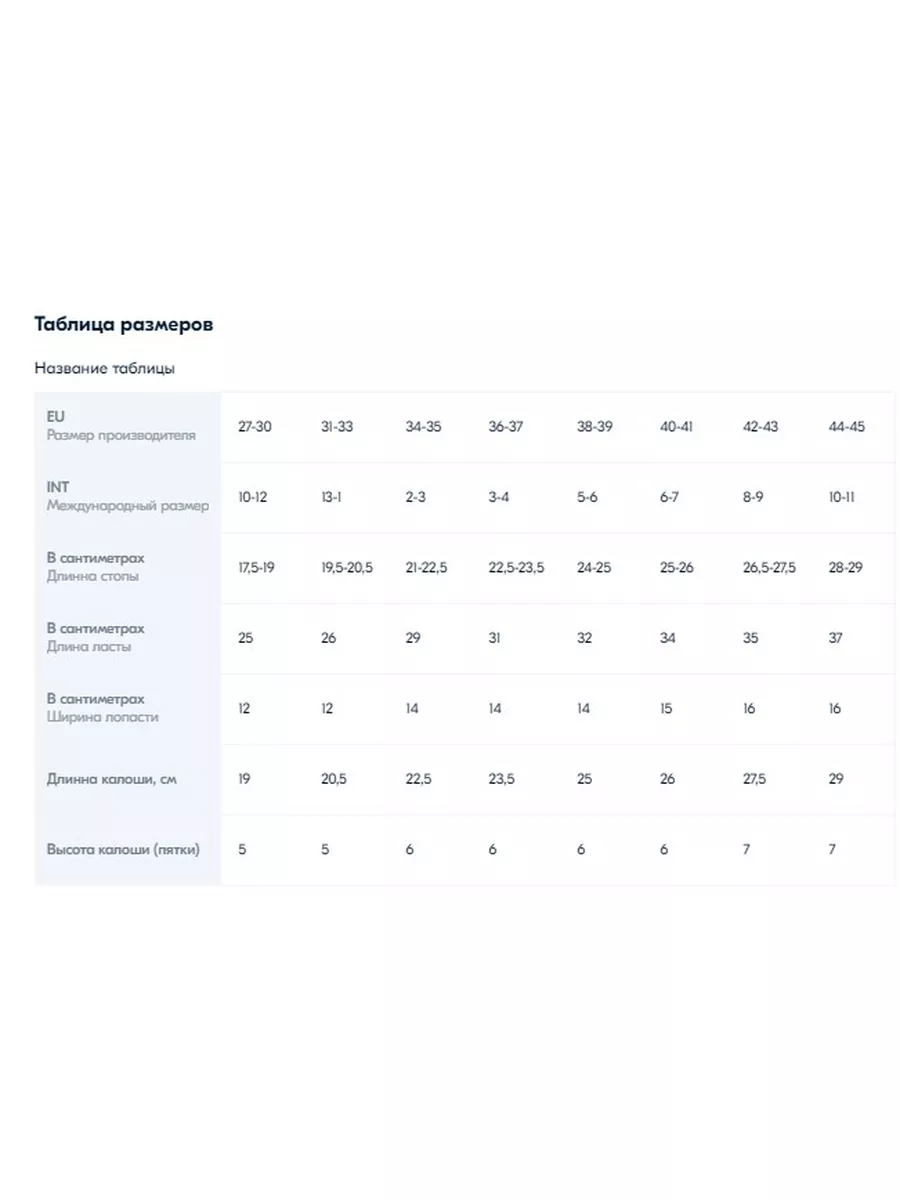 Таблица размеров
Название таблицы
EU
Размер производителя
27-30 31-33 34-35 36-37 38-39 40-41 42-43 44-45
INT
Международный размер
10-12 13-1 2-3 3-4 5-6 6-7 8-9 10-11
В сантиметрах
Длинна стопы
17,5-19 19,5-20,5 21-22,5 22,5-23,5 24-25 25-26 26,5-27,5 28-29
В сантиметрах
Длина ласты
25 26 29 31 32 34 35 37
В сантиметрах
Ширина лопасти
12 12 14 14 14 15 16 16
Длинна калоши, см 19 20,5 22,5 23,5 25 26 27,5 29
Высота калоши (пятки) 5 5 6 6 6 6 7 7